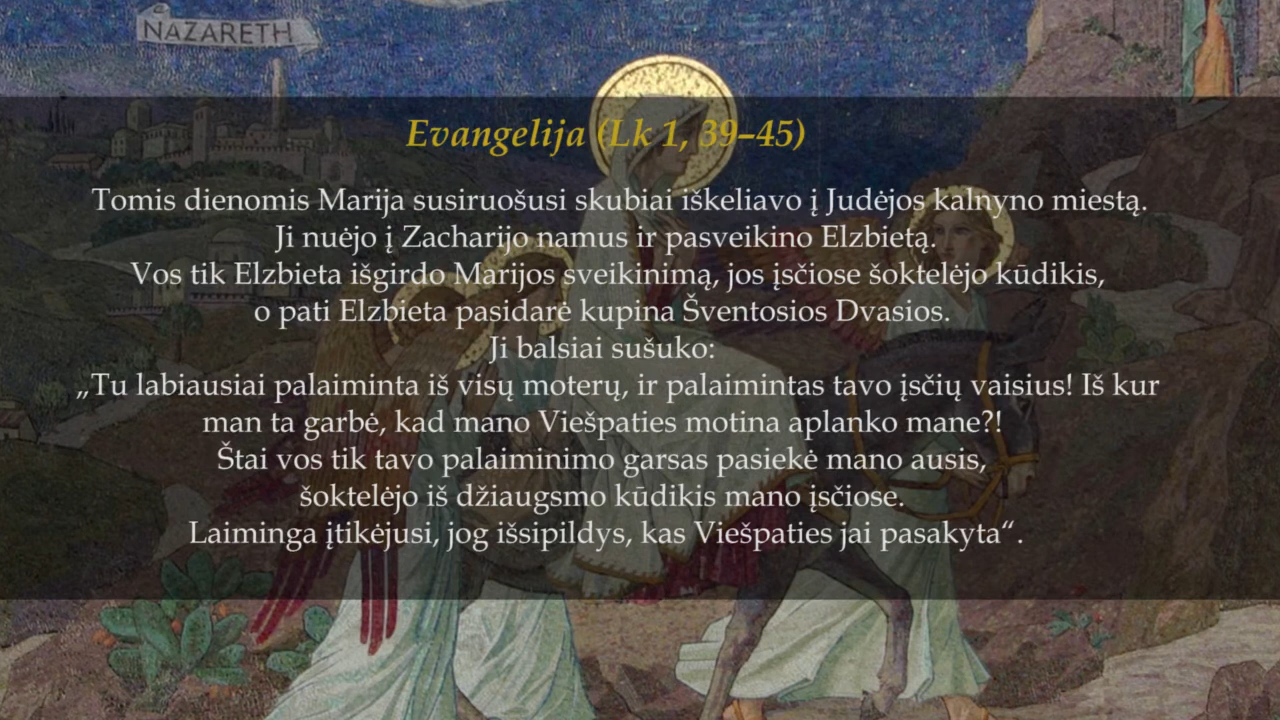 NAZARETH
Evangelija (Lk 1, 39–45)
Tomis dienomis Marija susiruošusi skubiai iškeliavo į Judėjos kalnyno miestą.
Ji nuėjo į Zacharijo namus ir pasveikino Elzbietą.
Vos tik Elzbieta išgirdo Marijos sveikinimą, jos įsčiose šoktelėjo kūdikis,
o pati Elzbieta pasidarė kupina Šventosios Dvasios.
Ji balsiai sušuko:
„Tu labiausiai palaiminta iš visų moterų, ir palaimintas tavo įsčių vaisius! Iš kur
man ta garbė, kad mano Viešpaties motina aplanko mane?!
Štai vos tik tavo palaiminimo garsas pasiekė mano ausis,
šoktelėjo iš džiaugsmo kūdikis mano įsčiose.
Laiminga įtikėjusi, jog išsipildys, kas Viešpaties jai pasakyta“.